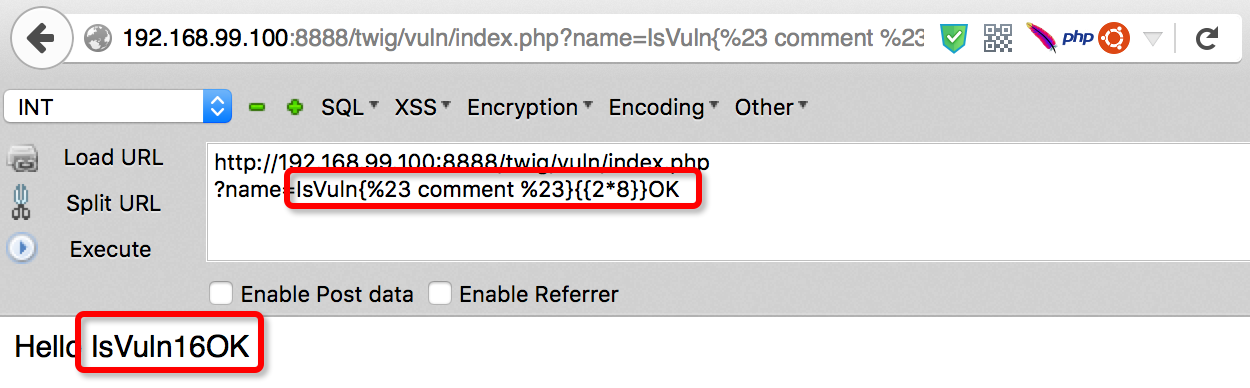 192.168.99.100:8888/twig/vuln/index.php?name=IsVuln{%23 comment %23 php
INT SQL XSS Encryption Encoding Other
Load URL
Split URL
Execute
http://192.168.99.100:8888/twig/vuln/index.php
?name=IsVuln{%23 comment %23}{{2*8}}OK
Enable Post data Enable Referrer
Hello IsVuln16OK